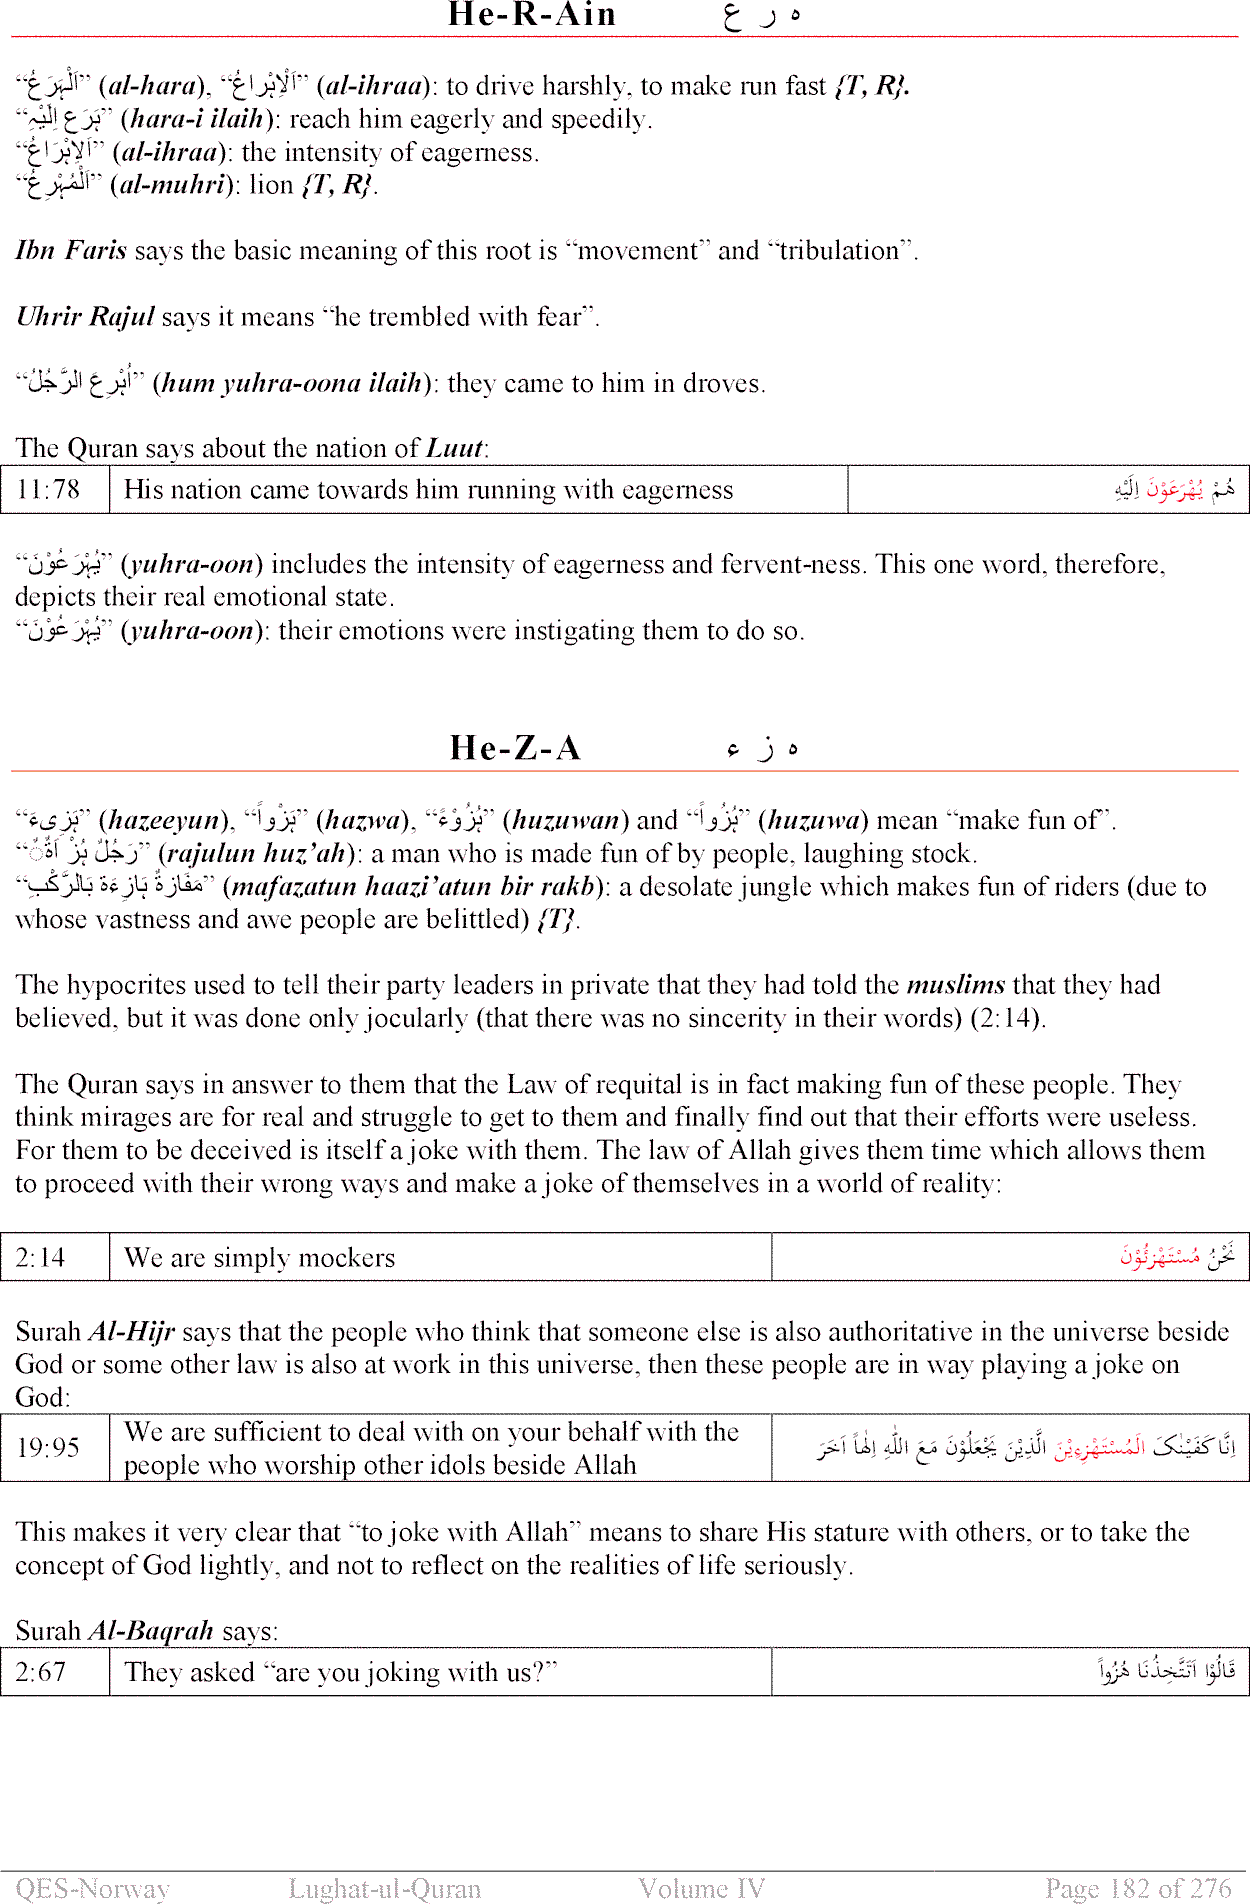 He-R-Ain ه ر ع
“اَلْہَرَعُ” (al-hara), “اَلْاِہْرَاعُ” (al-ihraa): to drive harshly, to make run fast {T, R}.
“ہَرَعَ اِلَیْہِ” (hara-i ilaih): reach him eagerly and speedily.
“اَلاِہْرَاعُ” (al-ihraa): the intensity of eagerness.
“اَلْمُہْرِعُ” (al-muhri): lion {T, R}.
Ibn Faris says the basic meaning of this root is “movement” and “tribulation”.
Uhrir Rajul says it means “he trembled with fear”.
“اُہْرِعَ الرَّجُلُ” (hum yuhra-oona ilaih): they came to him in droves.
The Quran says about the nation of Luut:
11:78 His nation came towards him running with eagerness هُمْ يُهْرَعَوْنَ اِلَيْهِ
“یُہْرَعُوْنَ” (yuhra-oon) includes the intensity of eagerness and fervent-ness. This one word, therefore,
depicts their real emotional state.
“یُہْرَعُوْنَ” (yuhra-oon): their emotions were instigating them to do so.
He-Z-A ه ز ء
“ہَزِیءَ” (hazeeyun), “ہَزْواً” (hazwa), “ہُزُوْءً” (huzuwan) and “ہُزُواً” (huzuwa) mean “make fun of”.
“رَجُلٌ ہُزْ اَةٌ” (rajulun huz’ah): a man who is made fun of by people, laughing stock.
“مَفَازةٌ ہَازِءَة بَالرَّکْبِ” (mafazatun haazi’atun bir rakb): a desolate jungle which makes fun of riders (due to
whose vastness and awe people are belittled) {T}.
The hypocrites used to tell their party leaders in private that they had told the muslims that they had
believed, but it was done only jocularly (that there was no sincerity in their words) (2:14).
The Quran says in answer to them that the Law of requital is in fact making fun of these people. They
think mirages are for real and struggle to get to them and finally find out that their efforts were useless.
For them to be deceived is itself a joke with them. The law of Allah gives them time which allows them
to proceed with their wrong ways and make a joke of themselves in a world of reality:
2:14 We are simply mockers نَحْنُ مُسْتَهْزِئُوْنَ
Surah Al-Hijr says that the people who think that someone else is also authoritative in the universe beside
God or some other law is also at work in this universe, then these people are in way playing a joke on
God:
19:95 We are sufficient to deal with on your behalf with the
people who worship other idols beside Allah اِنَّا كَفَيْنٰکَ الَمُسْتَهْزِءِيْنَ الَّذِيْنَ يَجْعَلُوْنَ مَعَ اللّٰهِ اِلٰهاً آخَرَ
This makes it very clear that “to joke with Allah” means to share His stature with others, or to take the
concept of God lightly, and not to reflect on the realities of life seriously.
Surah Al-Baqrah says:
2:67 They asked “are you joking with us?” قَالُوْا اَتَتَّخِذُنَا هُزُواً
QES-Norway Lughat-ul-Quran Volume IV Page 182 of 276